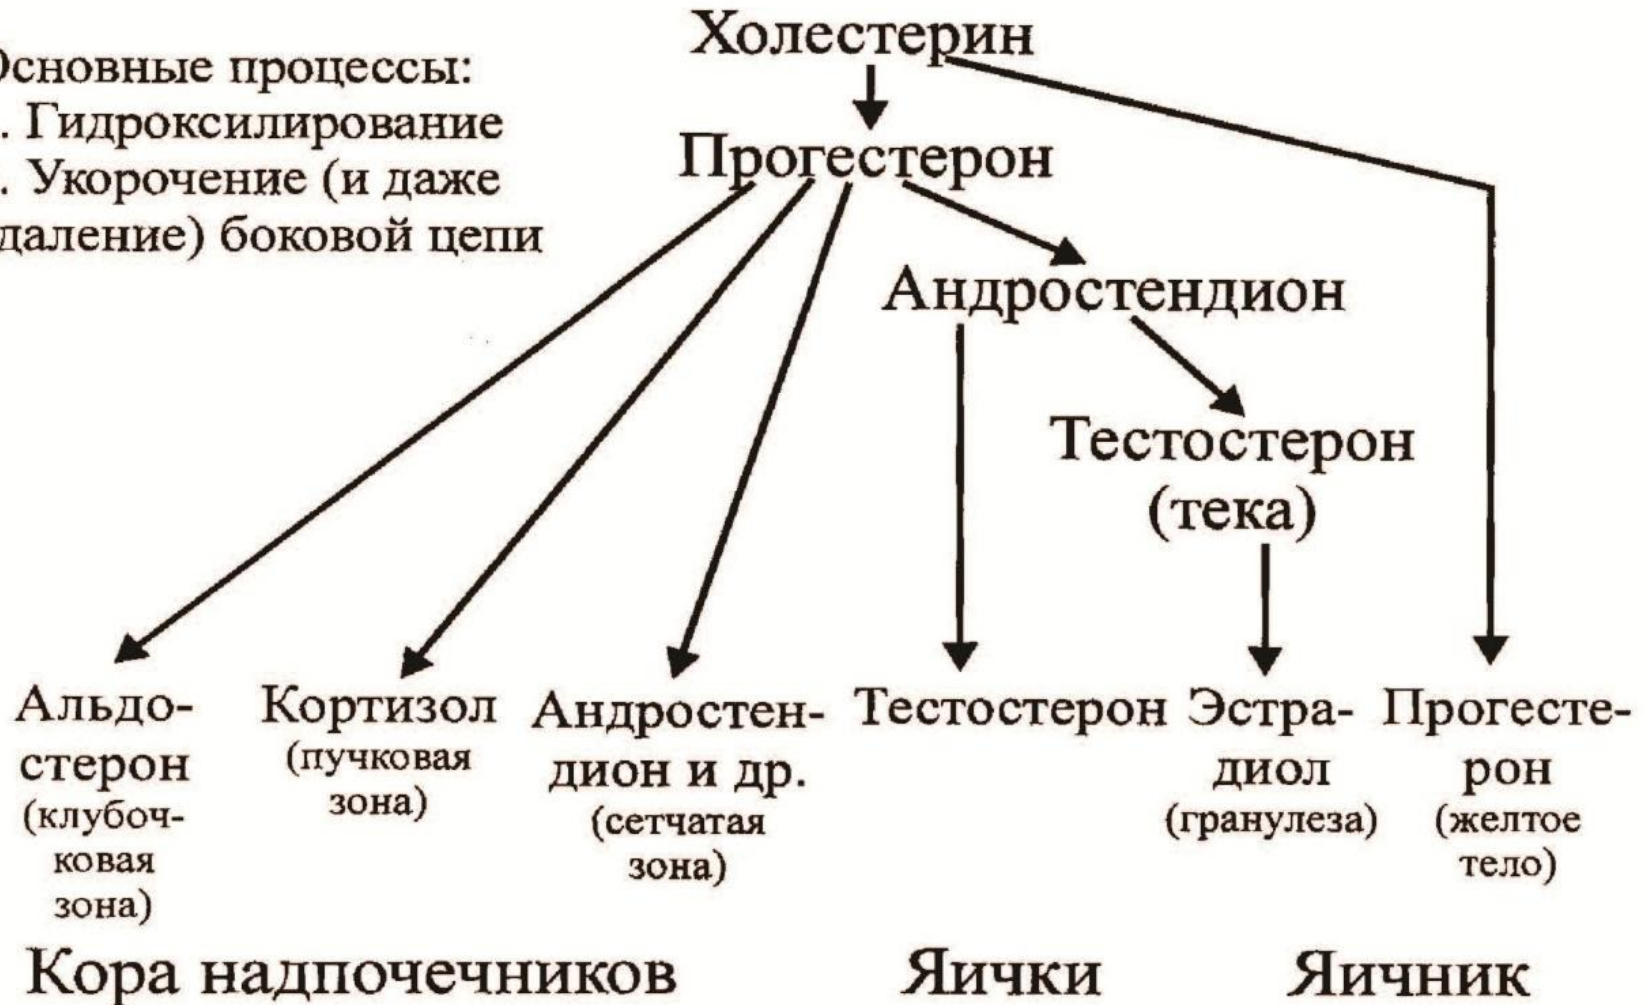 Основные процессы:
. Гидроксилирование
. Укорочение (и даже
даление) боковой цепи
Холестерин
Прогестерон
Андростендион
Тестостерон
(тека)
Альдо-
стерон
(клубоч-
ковая
зона)
Кортизол
(пучковая
зона)
Андростен-
дион и др.
(сетчатая
зона)
Тестостерон
Эстра-
диол
(гранулеза)
Прогесте-
рон
(желтое
тело)
Кора надпочечников
Яички
Яичник